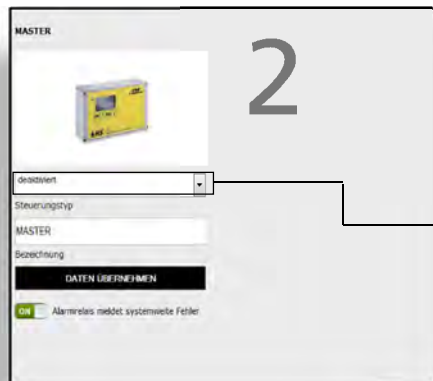 MASTER
2
deaktiviert
Steuerungstyp
MASTER
Bezeichnung
DATEN ÜBERNEHMEN
ON Alarmrelais meldet systemweite Fehler